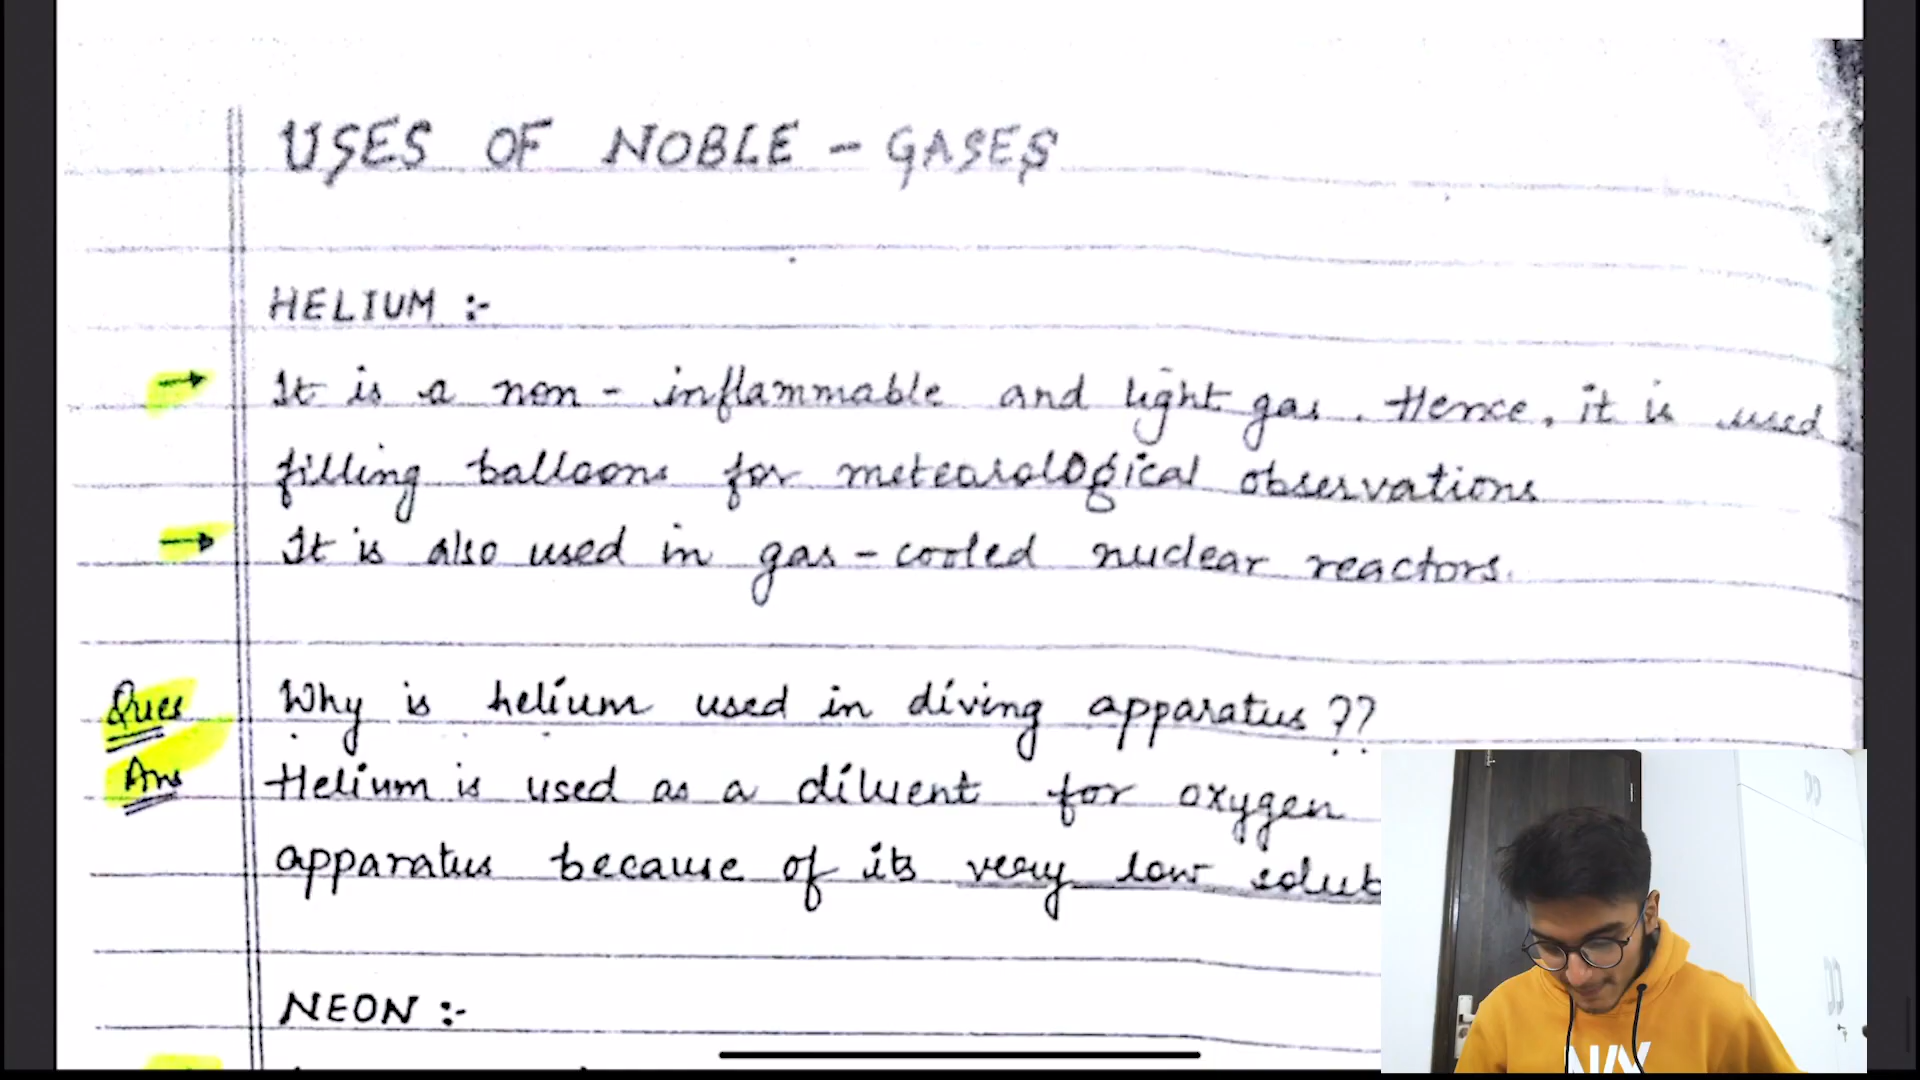 USES OF NOBLE - GASES
HELIUM :-
→ It is a non - inflammable and light gas. Hence, it is used
filling balloons for meteorological observations
→ It is also used in gas - cooled nuclear reactors.
Ques Why is helium used in diving apparatus ??
Ans Helium is used as a diluent for oxygen
apparatus because of its very low solub
NEON :-